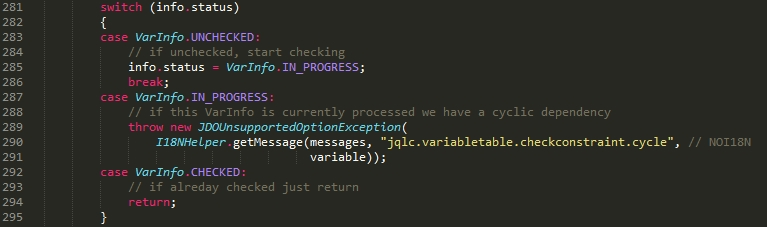 281 switch (info.status)
282 {
283 case VarInfo.UNCHECKED:
284 // if unchecked, start checking
285 info.status = VarInfo.IN_PROGRESS;
286 break;
287 case VarInfo.IN_PROGRESS:
288 // if this VarInfo is currently processed we have a cyclic dependency
289 throw new JDOUnsupportedOptionException(
290 I18NHelper.getMessage(messages, "jqlc.variabletable.checkconstraint.cycle", // NOI18N
291 variable));
292 case VarInfo.CHECKED:
293 // if alreday checked just return
294 return;
295 }